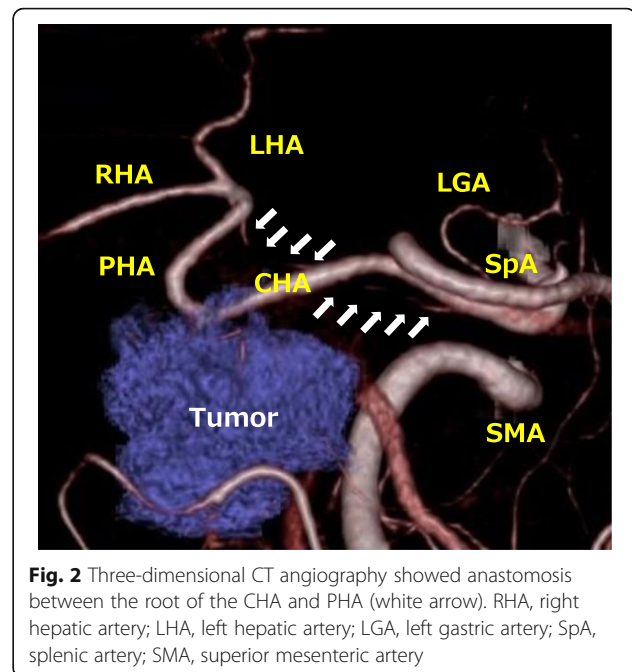 LHA
RHA
LGA
PHA
SpA
CHA
Tumor
SMA
Fig. 2 Three-dimensional CT angiography showed anastomosis
between the root of the CHA and PHA (white arrow). RHA, right
hepatic artery; LHA, left hepatic artery; LGA, left gastric artery; SpA,
splenic artery; SMA, superior mesenteric artery